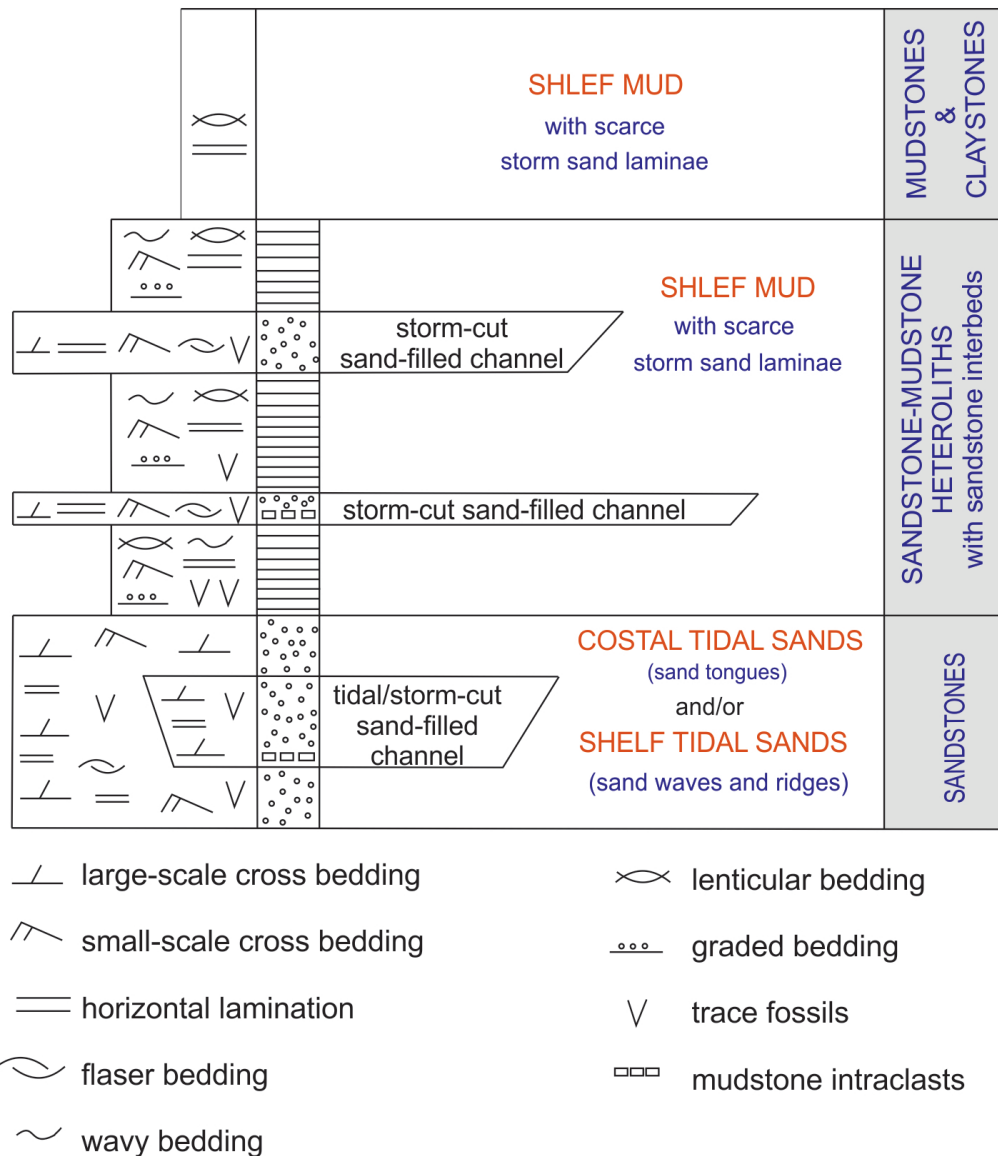 SHLEF MUD
with scarce
storm sand laminae
MUDSTONES
&
CLAYSTONES
storm-cut
sand-filled channel
SHLEF MUD
with scarce
storm sand laminae
storm-cut sand-filled channel
SANDSTONE-MUDSTONE
HETEROLITHS
with sandstone interbeds
tidal/storm-cut
sand-filled
channel
COSTAL TIDAL SANDS
(sand tongues)
and/or
SHELF TIDAL SANDS
(sand waves and ridges)
SANDSTONES
large-scale cross bedding
small-scale cross bedding
horizontal lamination
flaser bedding
wavy bedding
lenticular bedding
graded bedding
trace fossils
mudstone intraclasts